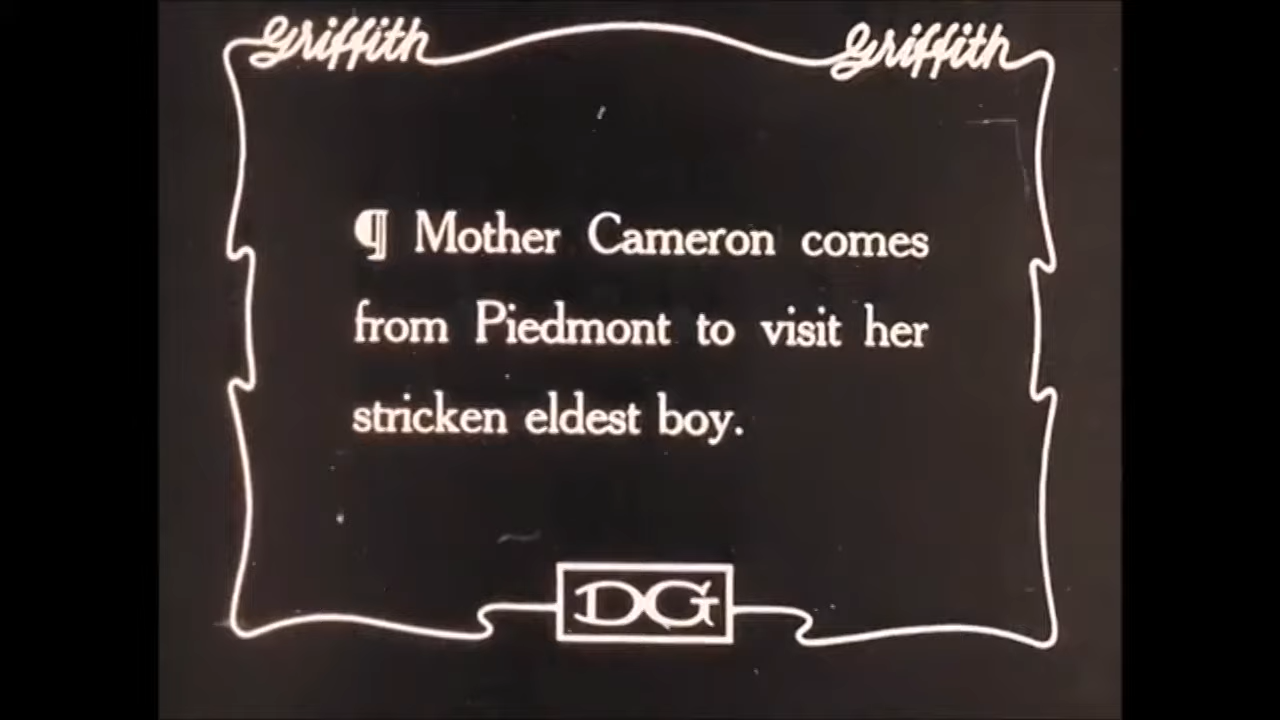 Griffith Griffith
¶ Mother Cameron comes
from Piedmont to visit her
stricken eldest boy.
DG